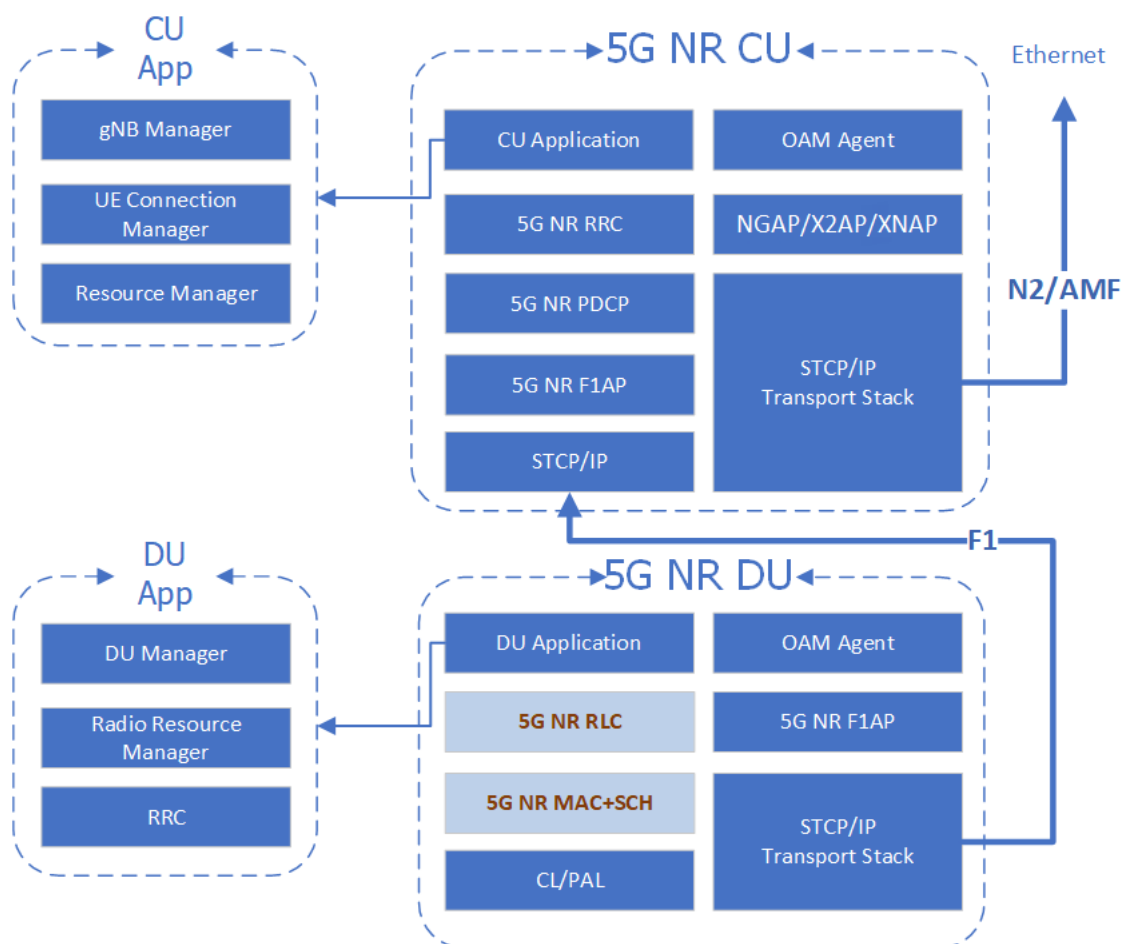 CU
App
gNB Manager
UE Connection
Manager
Resource Manager
5G NR CU
CU Application
OAM Agent
5G NR RRC
NGAP/X2AP/XNAP
5G NR PDCP
5G NR F1AP
STCP/IP
STCP/IP
Transport Stack
Ethernet
N2/AMF
F1
DU
App
DU Manager
Radio Resource
Manager
RRC
5G NR DU
DU Application
OAM Agent
5G NR RLC
5G NR F1AP
5G NR MAC+SCH
CL/PAL
STCP/IP
Transport Stack